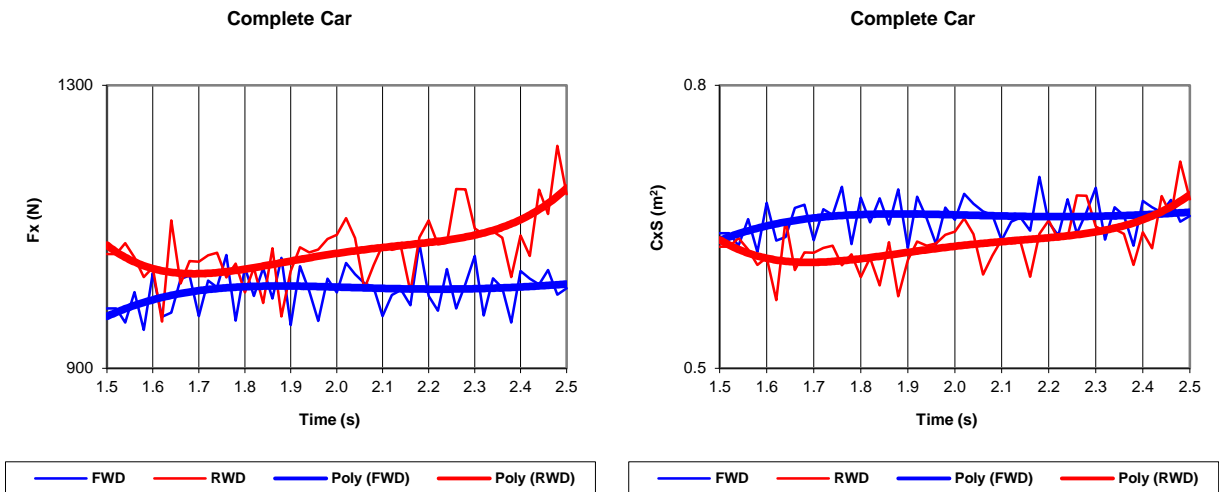 Complete Car
1300
900
Fx (N)
1.5 1.6 1.7 1.8 1.9 2.0 2.1 2.2 2.3 2.4 2.5
Time (s)
FWD RWD Poly (FWD) Poly (RWD)
Complete Car
0.8
0.5
CxS (m²)
1.5 1.6 1.7 1.8 1.9 2.0 2.1 2.2 2.3 2.4 2.5
Time (s)
FWD RWD Poly (FWD) Poly (RWD)